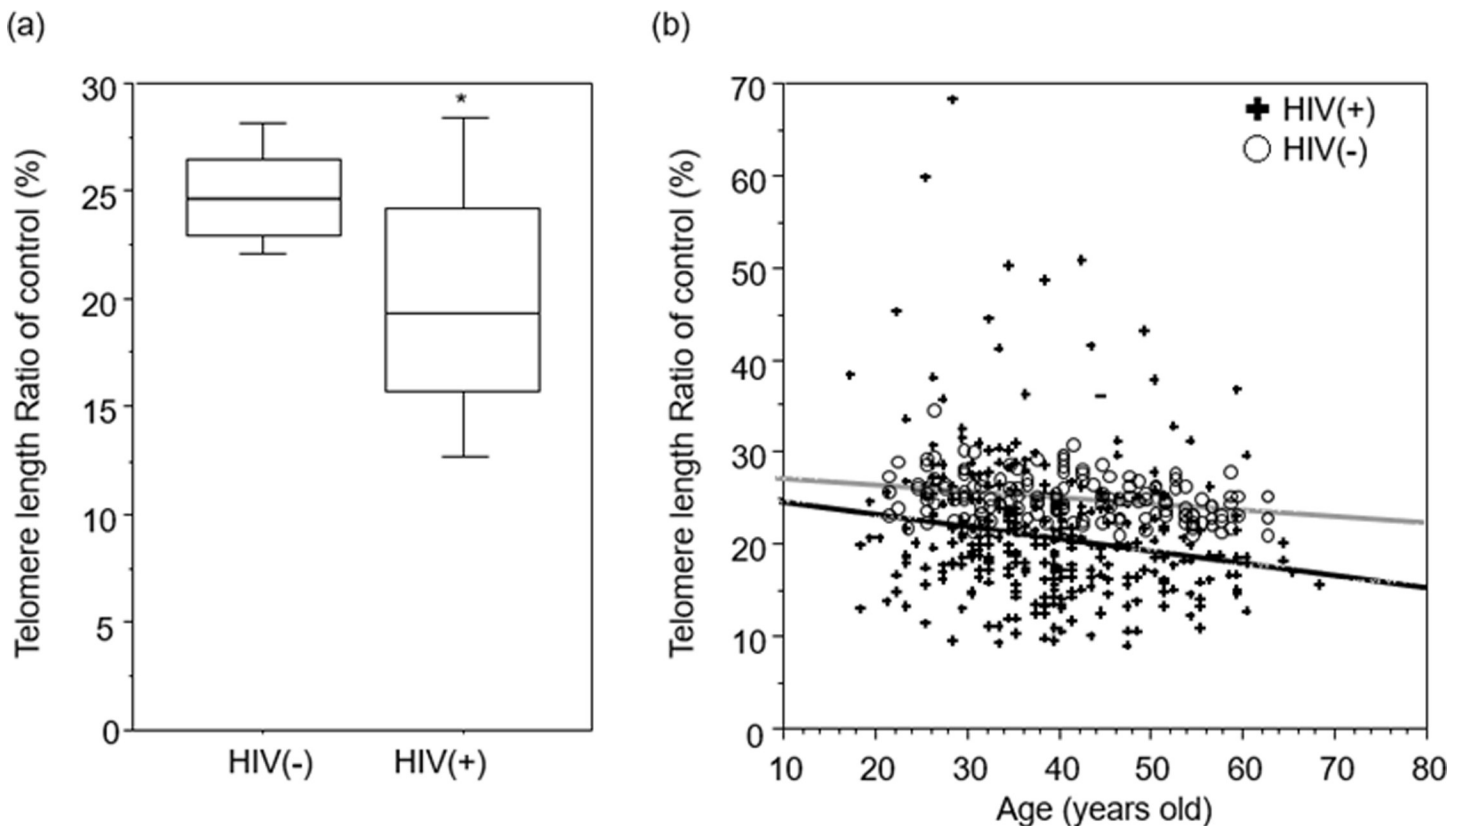 (a)
Telomere length Ratio of control (%)
30
25
20
15
10
5
0
*
HIV(-) HIV(+)
(b)
Telomere length Ratio of control (%)
70
60
50
40
30
20
10
0
HIV(+)
HIV(-)
10 20 30 40 50 60 70 80
Age (years old)